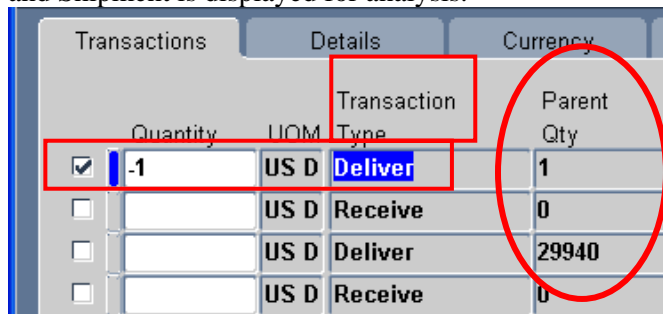 and Shipment is displayed for analysis.
Transactions Details Currency
Transaction Parent
Quantity UOM Type Qty
-1 US D Deliver 1
US D Receive 0
US D Deliver 29940
US D Receive 0